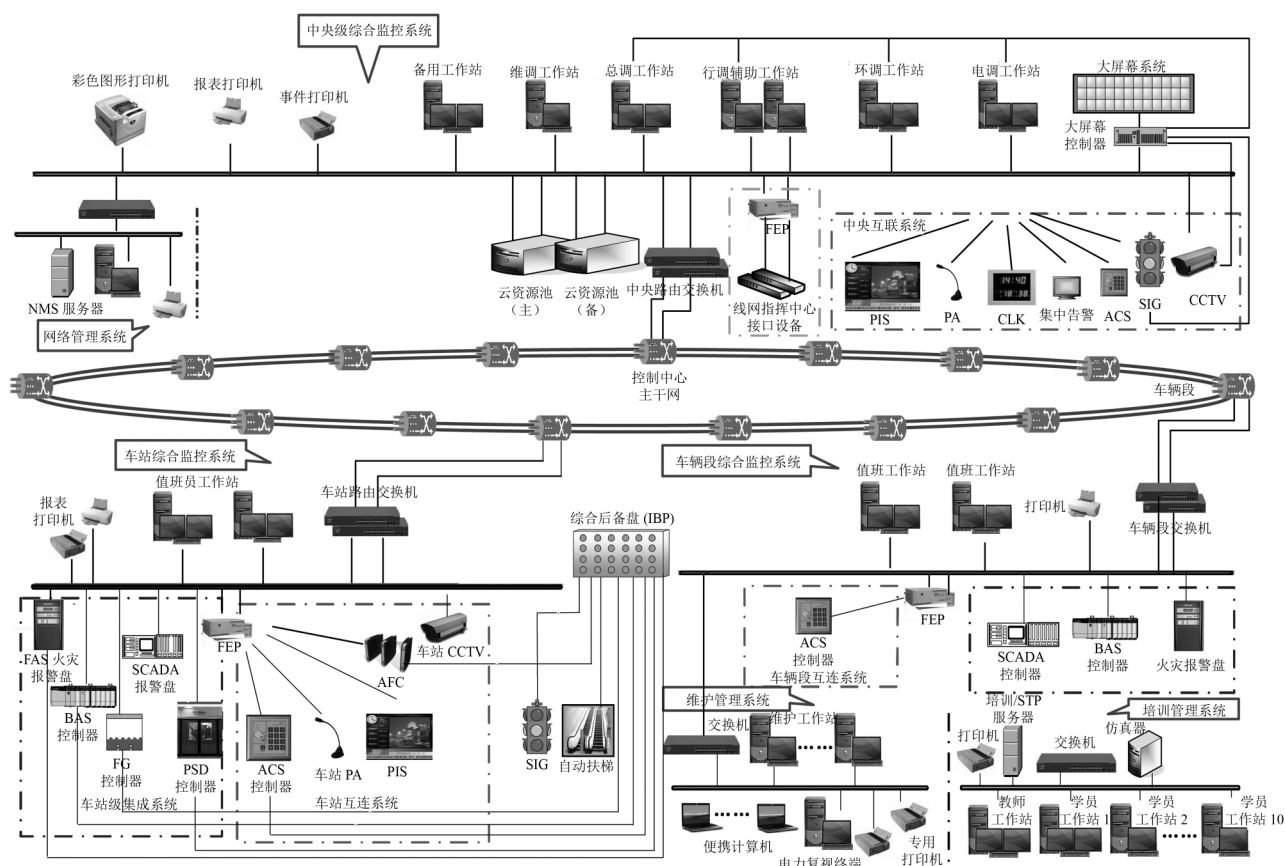 中央级综合监控系统
彩色图形打印机
报表打印机
事件打印机
备用工作站
维调工作站
总调工作站
行调辅助工作站
环调工作站
电调工作站
大屏幕系统
大屏幕
控制器
NMS 服务器
网络管理系统
云资源池
（主）
云资源池
（备）
中央路由交换机
FEP
线网指挥中心
接口设备
中央互联系统
PIS
PA
CLK
集中告警
ACS
SIG
CCTV
14:40
18:38
控制中心
主干网
车辆段
车站综合监控系统
报表
打印机
值班员工作站
车站路由交换机
综合后备盘 (IBP)
FAS 火灾
报警盘
SCADA
报警盘
BAS
控制器
FG
控制器
PSD
控制器
车站级集成系统
FEP
ACS
控制器
车站 PA
PIS
AFC
车站 CCTV
车站互连系统
SIG
自动扶梯
车辆段综合监控系统
值班工作站
值班工作站
打印机
车辆段交换机
ACS
控制器
车辆段互连系统
FEP
SCADA
控制器
BAS
控制器
火灾报警盘
维护管理系统
交换机
维护工作站
便携计算机
电力复视终端
专用
打印机
培训管理系统
培训/STP
服务器
打印机
交换机
仿真器
教师
工作站
学员
工作站 1
学员
工作站 2
学员
工作站 10